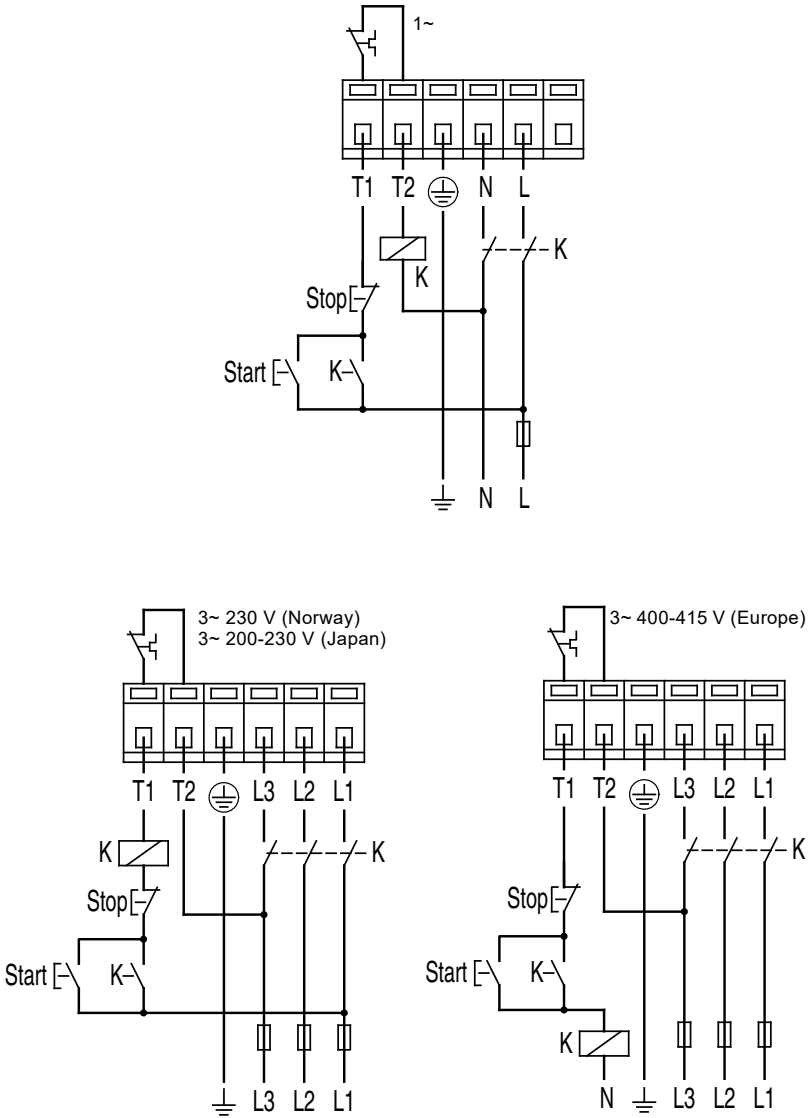 1~
T1 T2 N L
K
K
Stop
Start K
N L
3~ 230 V (Norway)
3~ 200-230 V (Japan)
T1 T2 L3 L2 L1
K K
Stop
Start K
L3 L2 L1
3~ 400-415 V (Europe)
T1 T2 L3 L2 L1
K
Stop
Start K
K
N L3 L2 L1